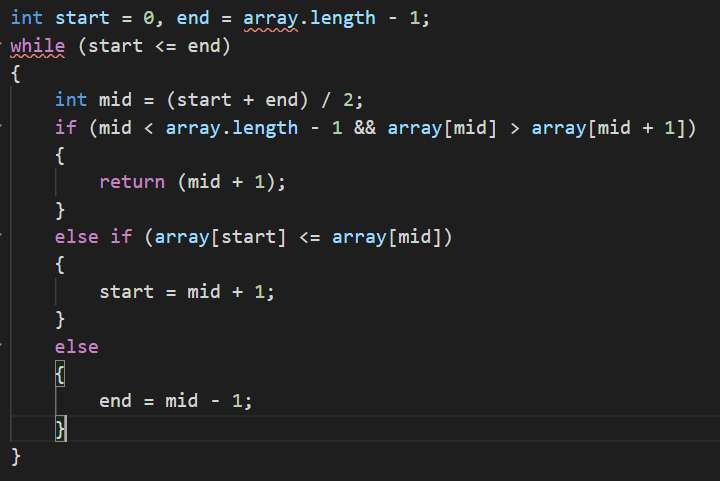 int start = 0, end = array.length - 1;
while (start <= end)
{
    int mid = (start + end) / 2;
    if (mid < array.length - 1 && array[mid] > array[mid + 1])
    {
        return (mid + 1);
    }
    else if (array[start] <= array[mid])
    {
        start = mid + 1;
    }
    else
    {
        end = mid - 1;
    }
}